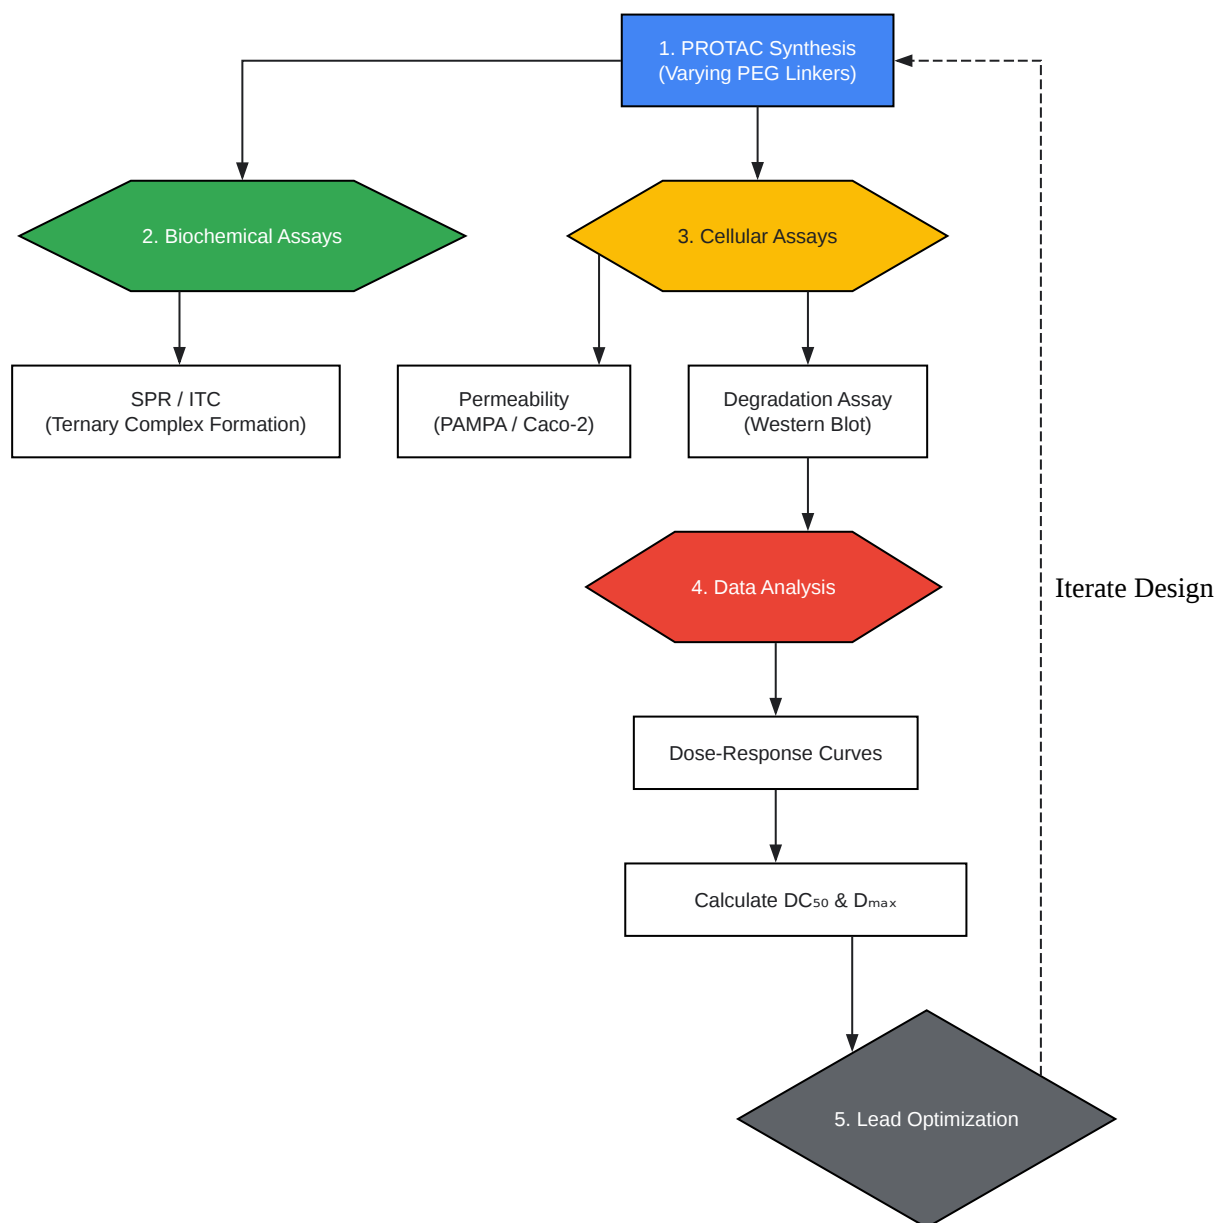 1. PROTAC Synthesis
(Varying PEG Linkers)
2. Biochemical Assays
3. Cellular Assays
SPR / ITC
(Ternary Complex Formation)
Permeability
(PAMPA / Caco-2)
Degradation Assay
(Western Blot)
4. Data Analysis
Iterate Design
Dose-Response Curves
Calculate DC₅₀ & Dₘₐₓ
5. Lead Optimization